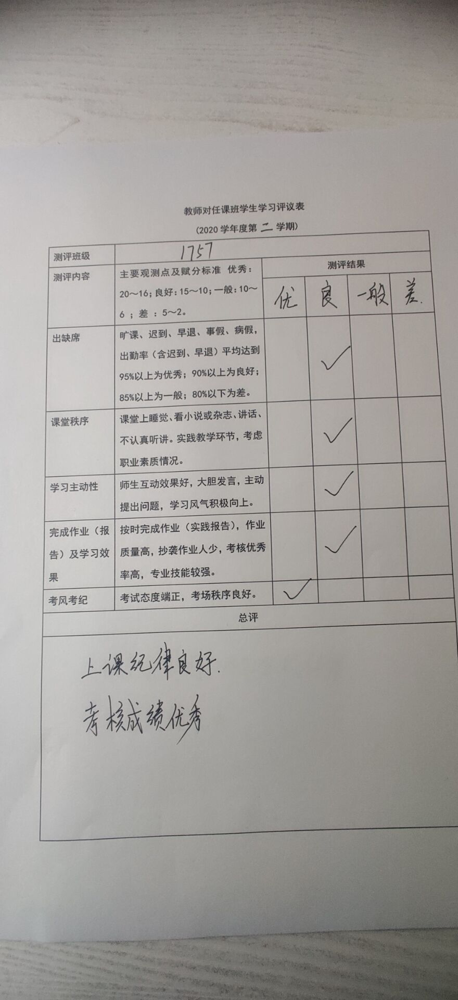 教师对任课班学生学习评议表
(2020 学年度第 二 学期)
测评班级
1757
测评内容
主要观测点及赋分标准 优秀：
20～16；良好：15～10；一般：10～
6 ；差 ：5～2。
测评结果
优 良 一般 差.
出缺席
旷课、迟到、早退、事假、病假，
出勤率（含迟到、早退）平均达到
95%以上为优秀；90%以上为良好；
85%以上为一般；80%以下为差。
✓
课堂秩序
课堂上睡觉、看小说或杂志、讲话、
不认真听讲。实践教学环节，考虑
职业素质情况。
✓
学习主动性
师生互动效果好，大胆发言，主动
提出问题，学习风气积极向上。
✓
完成作业（报
告）及学习效
果
按时完成作业（实践报告），作业
质量高，抄袭作业人少，考核优秀
率高，专业技能较强。
✓
考风考纪
考试态度端正，考场秩序良好。
✓
总评
上课纪律良好.
考核成绩优秀